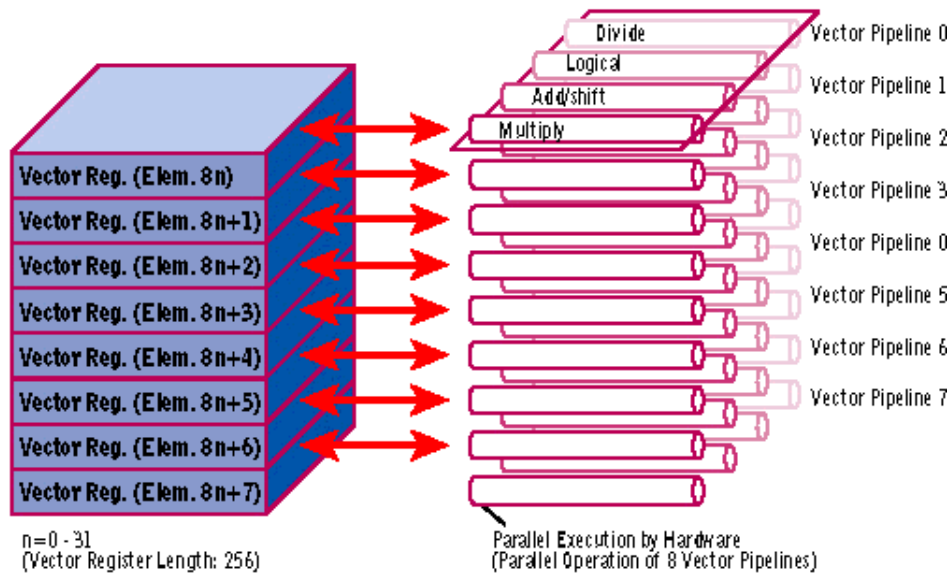 Divide
Logical
Add/shift
Multiply
Vector Pipeline 0
Vector Pipeline 1
Vector Pipeline 2
Vector Pipeline 3
Vector Pipeline 0
Vector Pipeline 5
Vector Pipeline 6
Vector Pipeline 7
Vector Reg. (Elem. 8n)
Vector Reg. (Elem. 8n+1)
Vector Reg. (Elem. 8n+2)
Vector Reg. (Elem. 8n+3)
Vector Reg. (Elem. 8n+4)
Vector Reg. (Elem. 8n+5)
Vector Reg. (Elem. 8n+6)
Vector Reg. (Elem. 8n+7)
n=0 - 31
(Vector Register Length: 256)
Parallel Execution by Hardware
(Parallel Operation of 8 Vector Pipelines)